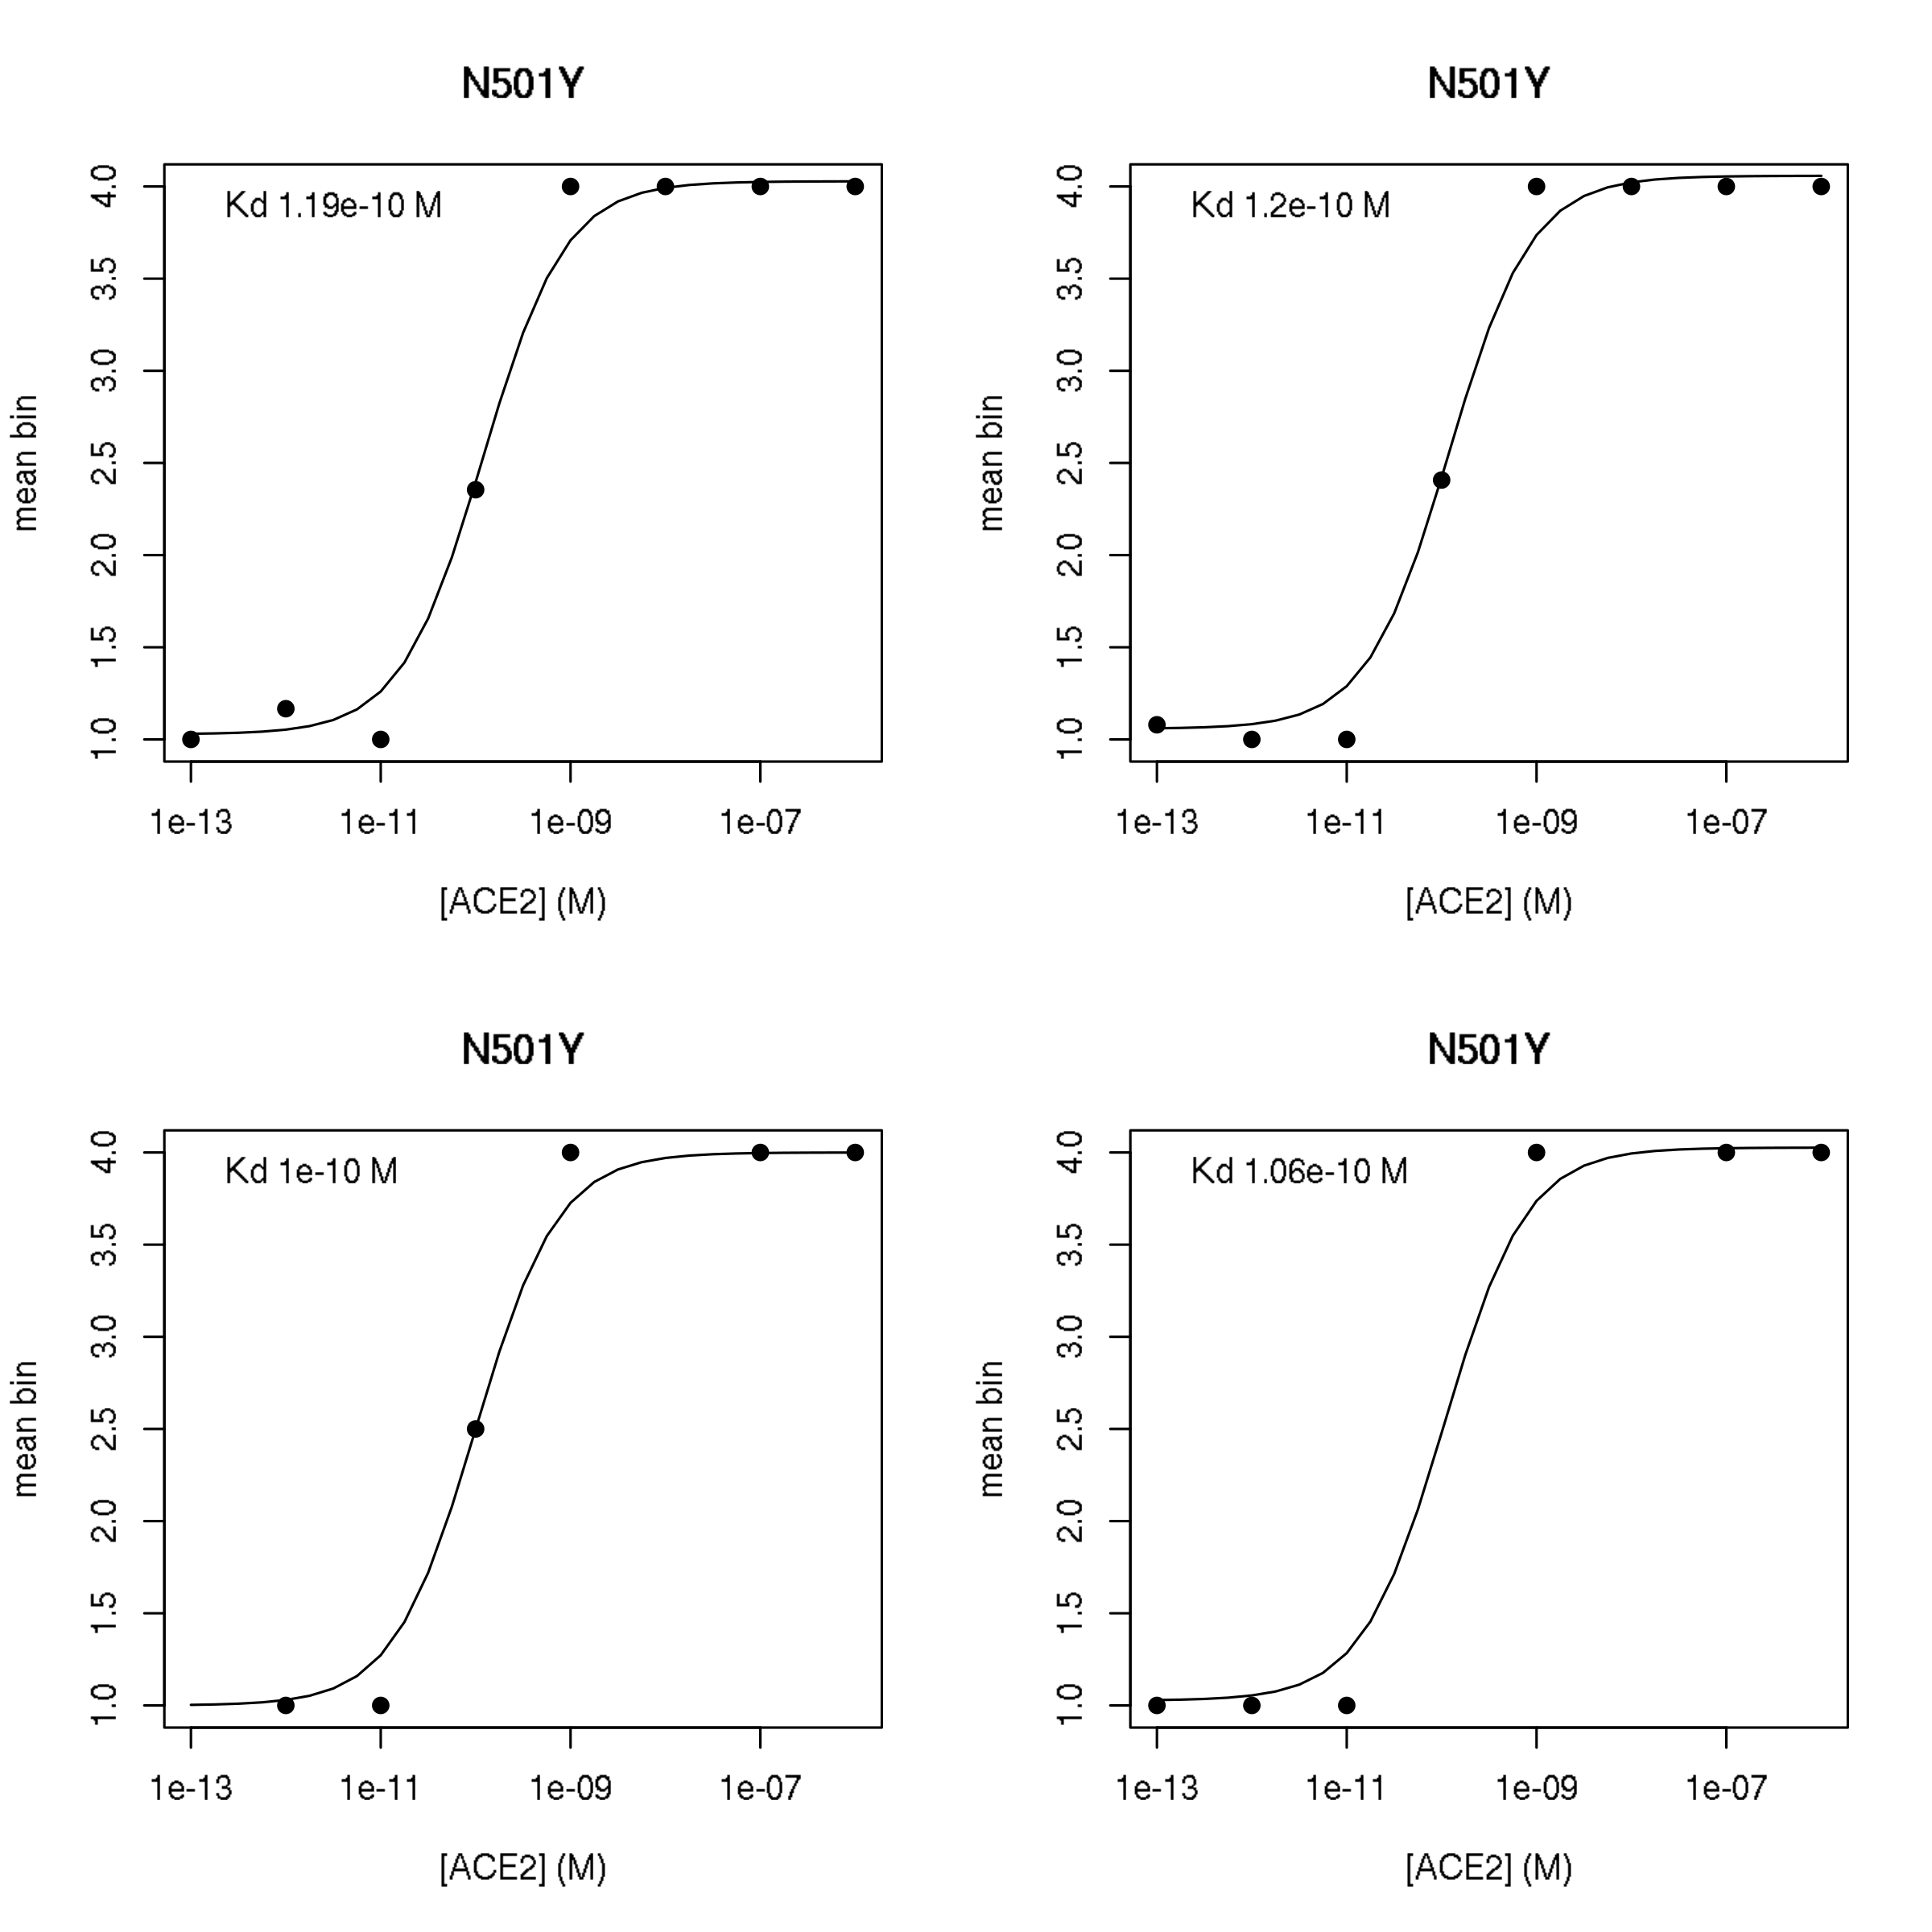 N501Y
Kd 1.19e-10 M
mean bin
4.0
3.5
3.0
2.5
2.0
1.5
1.0
1e-13 1e-11 1e-09 1e-07
[ACE2] (M)
N501Y
Kd 1.2e-10 M
mean bin
4.0
3.5
3.0
2.5
2.0
1.5
1.0
1e-13 1e-11 1e-09 1e-07
[ACE2] (M)
N501Y
Kd 1e-10 M
mean bin
4.0
3.5
3.0
2.5
2.0
1.5
1.0
1e-13 1e-11 1e-09 1e-07
[ACE2] (M)
N501Y
Kd 1.06e-10 M
mean bin
4.0
3.5
3.0
2.5
2.0
1.5
1.0
1e-13 1e-11 1e-09 1e-07
[ACE2] (M)